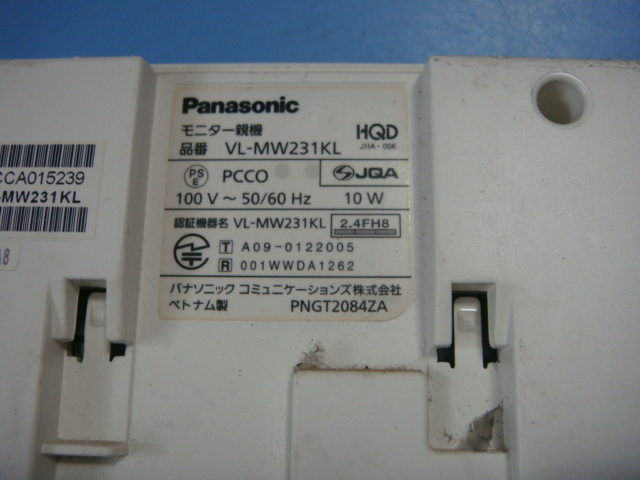 Panasonic
モニター親機
HQD
JIIA-006
品番 VL-MW231KL
PS
E
PCCO
JQA
100 V ～ 50/60 Hz
10 W
認証機器名 VL-MW231KL
2.4FH8
T A09-0122005
R 001WWDA1262
パナソニック コミュニケーションズ株式会社
ベトナム製
PNGT2084ZA
CCA015239
-MW231KL